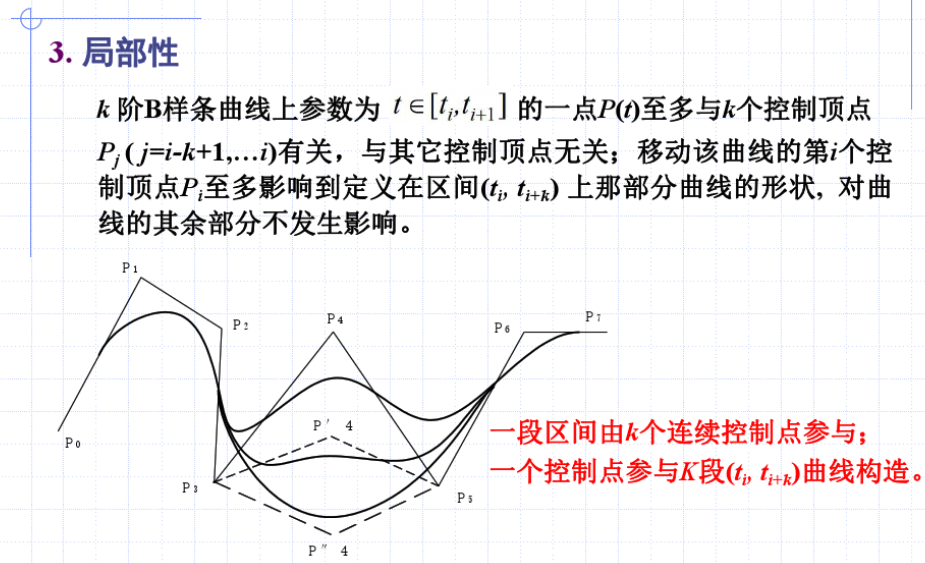 3. 局部性
k 阶B样条曲线上参数为 t∈[tᵢ,tᵢ₊₁] 的一点P(t)至多与k个控制顶点
Pⱼ ( j=i-k+1,…i)有关，与其它控制顶点无关；移动该曲线的第i个控
制顶点Pᵢ至多影响到定义在区间(tᵢ, tᵢ₊ₖ) 上那部分曲线的形状, 对曲
线的其余部分不发生影响。
P₁
P₂
P₄
P₆
P₇
P₀
P′ 4
一段区间由k个连续控制点参与；
一个控制点参与K段(tᵢ, tᵢ₊ₖ)曲线构造。
P₃
P₅
P″ 4